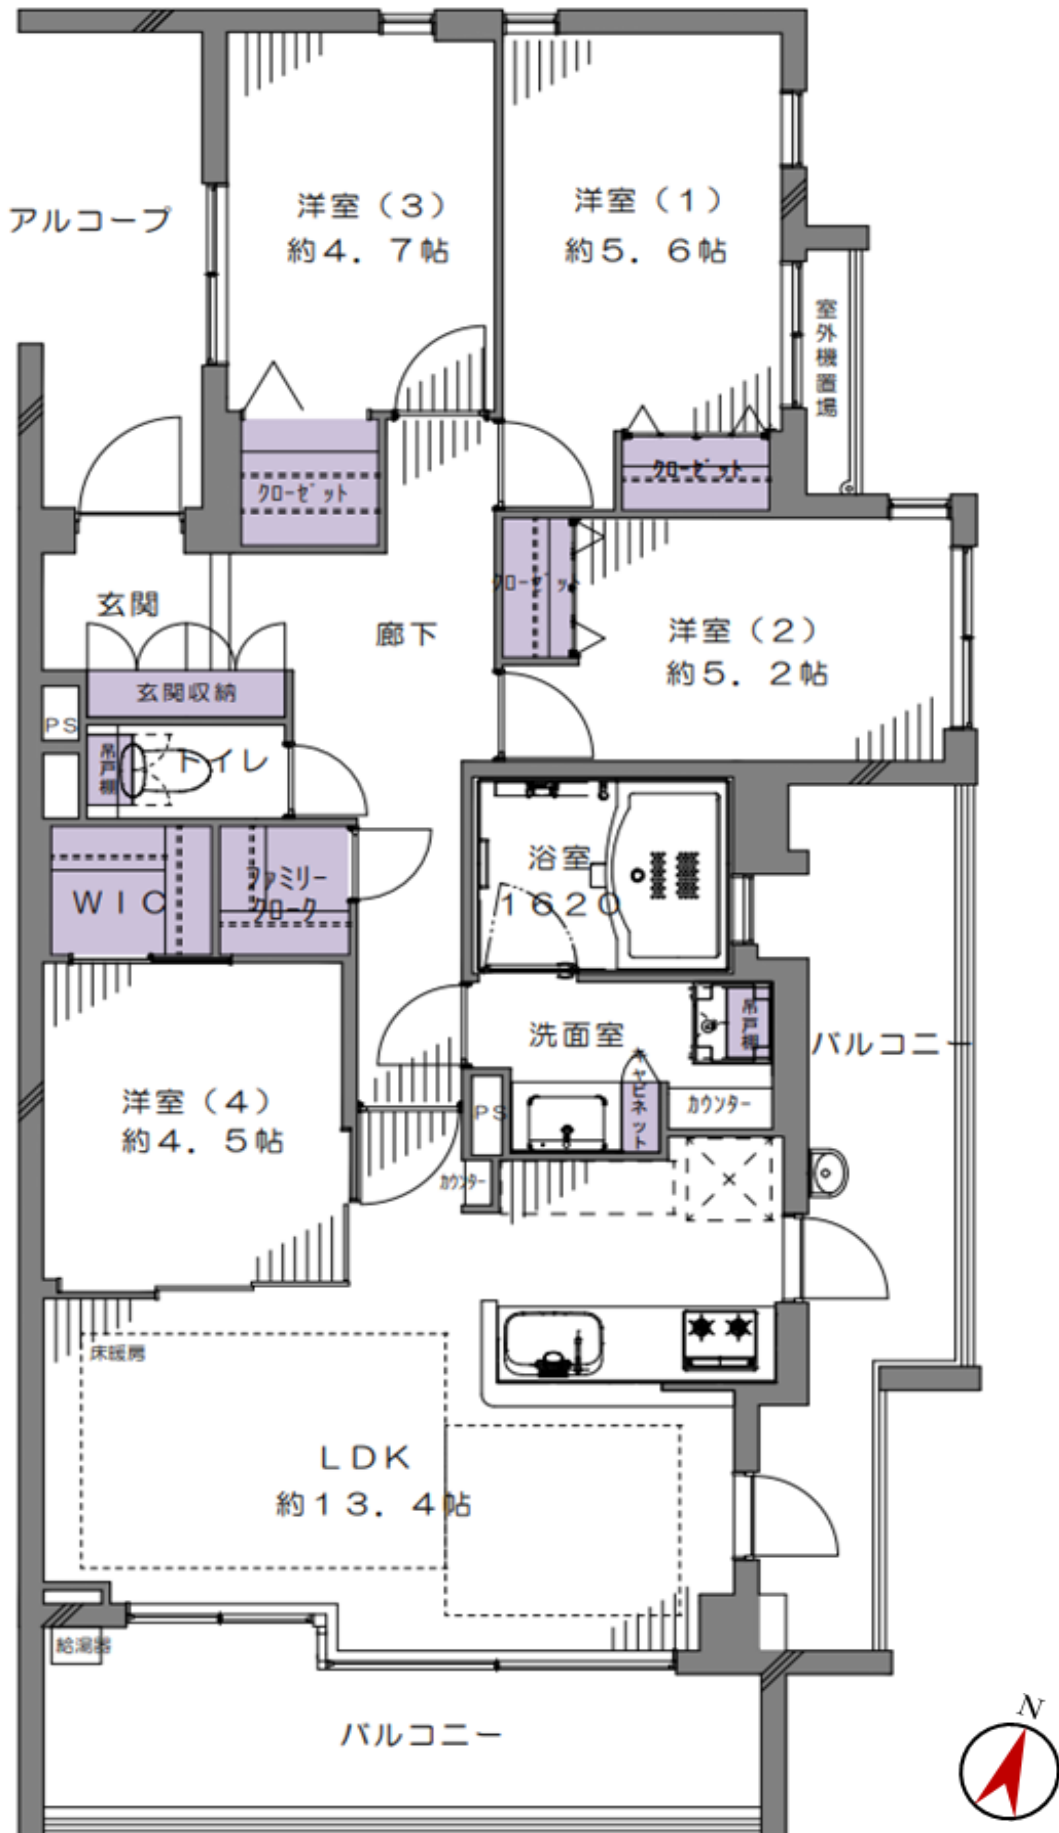 洋室（3）
約4．7帖
洋室（1）
約5．6帖
アルコープ
室外機置場
クローゼット
クローゼット
クローゼット
玄関
廊下
洋室（2）
約5．2帖
玄関収納
PS
吊戸棚
トイレ
浴室
1620
WIC
ファミリー
クローク
洗面室
吊戸棚
バルコニー
キャビネット
カウンター
PS
洋室（4）
約4．5帖
カウンター
床暖房
LDK
約13．4帖
給湯器
バルコニー
N